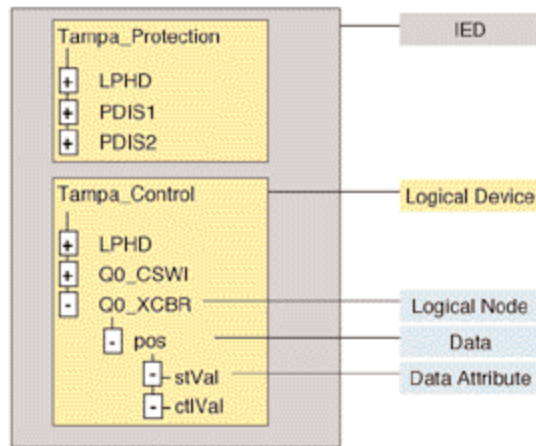 Tampa_Protection
IED
+ LPHD
+ PDIS1
+ PDIS2
Tampa_Control
Logical Device
+ LPHD
+ Q0_CSWI
- Q0_XCBR
Logical Node
- pos
Data
- stVal
Data Attribute
- ctlVal